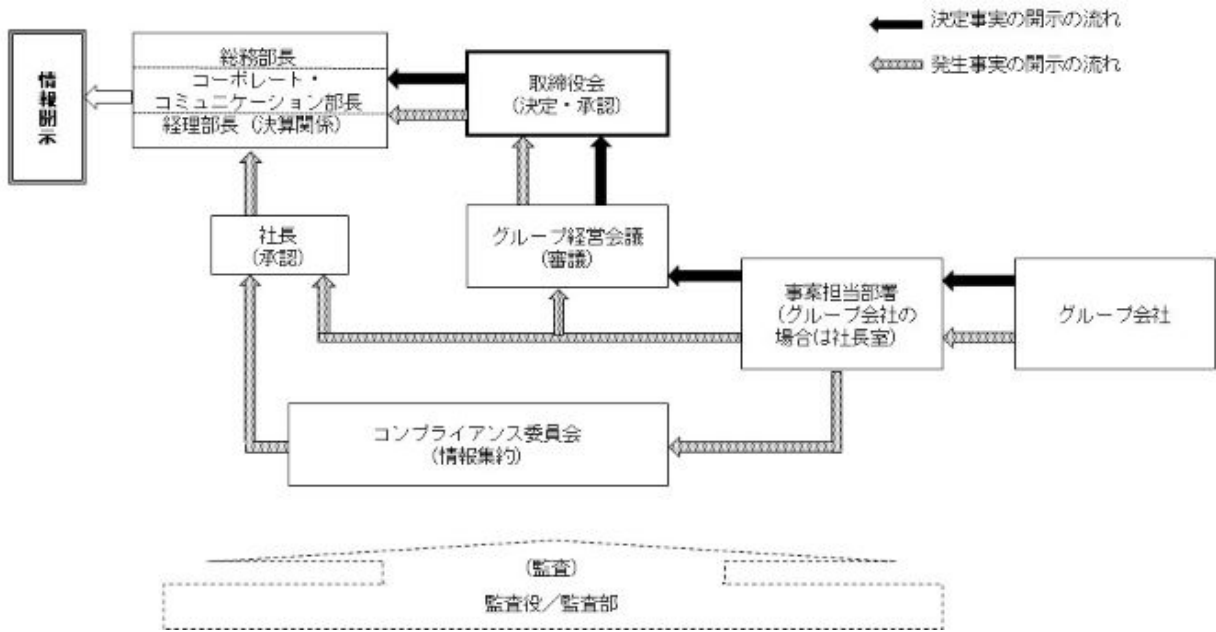 決定事実の開示の流れ
発生事実の開示の流れ
情報開示
総務部長
コーポレート・
コミュニケーション部長
経理部長（決算関係）
取締役会
（決定・承認）
社長
（承認）
グループ経営会議
（審議）
事案担当部署
（グループ会社の
場合は社長室）
グループ会社
コンプライアンス委員会
（情報集約）
（監査）
監査役／監査部